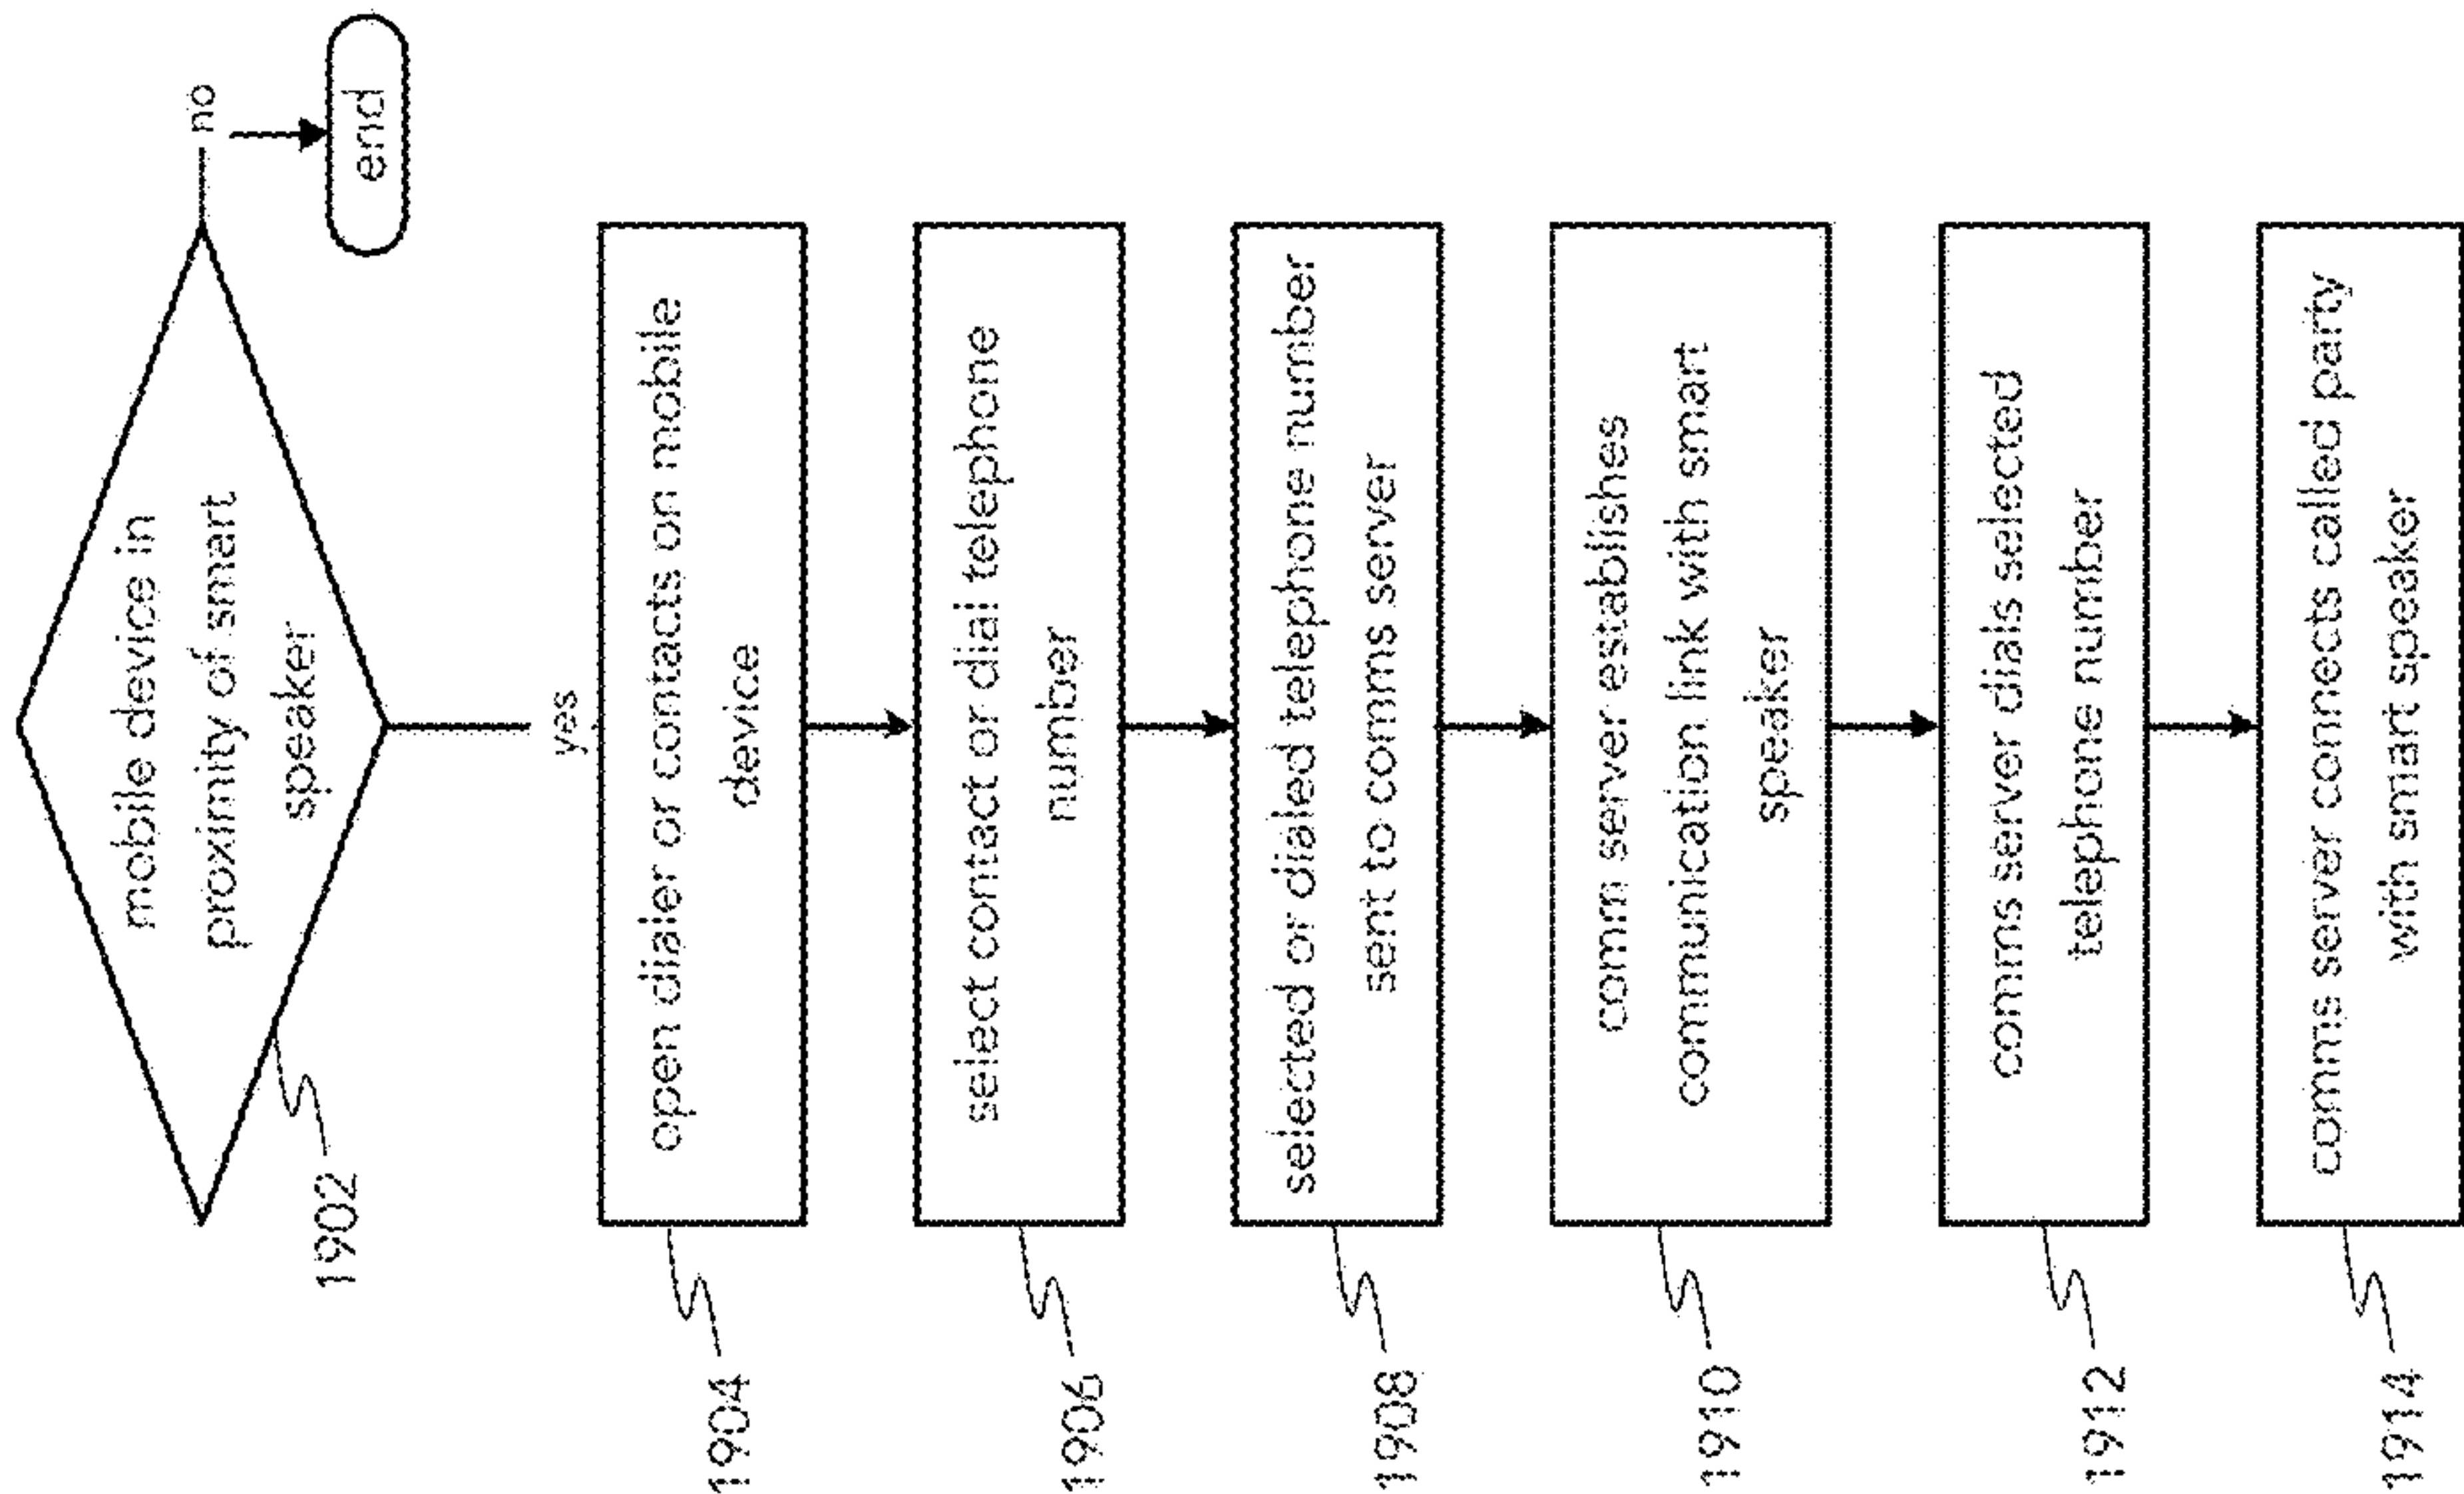 mobile device in
proximity of smart
speaker
no
end
1902
yes
open dialer or contacts on mobile
device
1904
select contact or dial telephone
number
1906
selected or dialed telephone number
sent to comms server
1908
comm server establishes
communication link with smart
speaker
1910
comms server dials selected
telephone number
1912
comms server connects called party
with smart speaker
1914